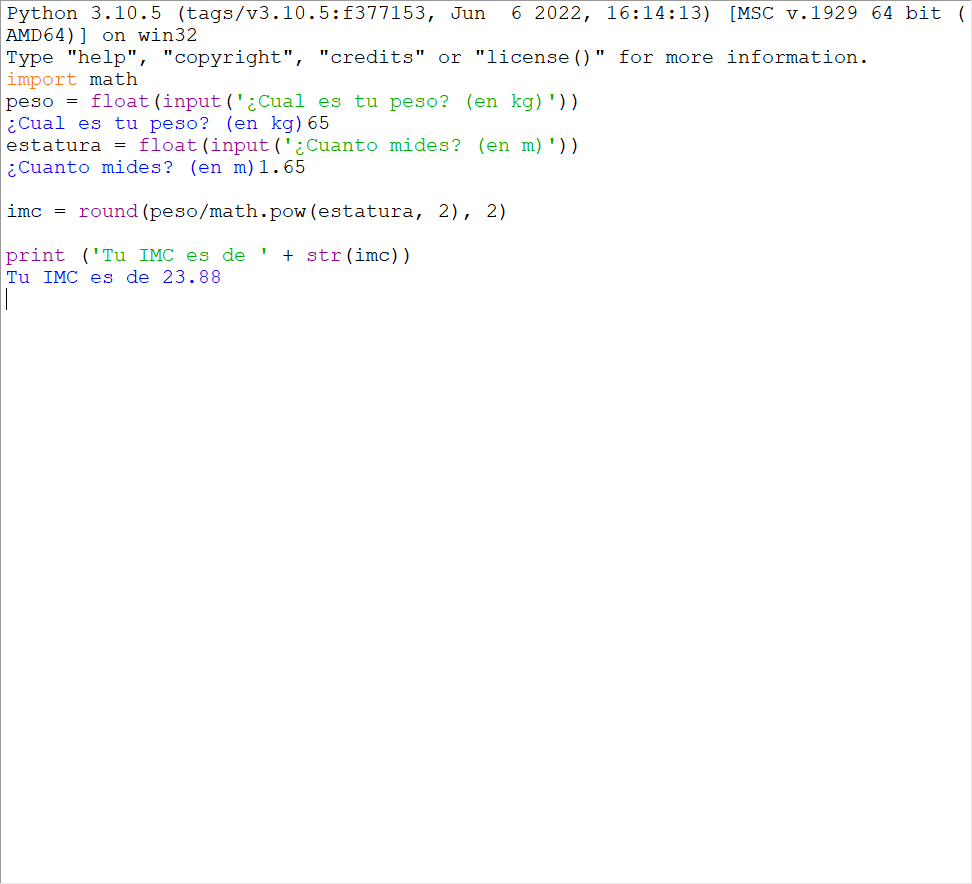 Python 3.10.5 (tags/v3.10.5:f377153, Jun  6 2022, 16:14:13) [MSC v.1929 64 bit (
AMD64)] on win32
Type "help", "copyright", "credits" or "license()" for more information.
import math
peso = float(input('¿Cual es tu peso? (en kg)'))
¿Cual es tu peso? (en kg)65
estatura = float(input('¿Cuanto mides? (en m)'))
¿Cuanto mides? (en m)1.65
imc = round(peso/math.pow(estatura, 2), 2)
print ('Tu IMC es de ' + str(imc))
Tu IMC es de 23.88